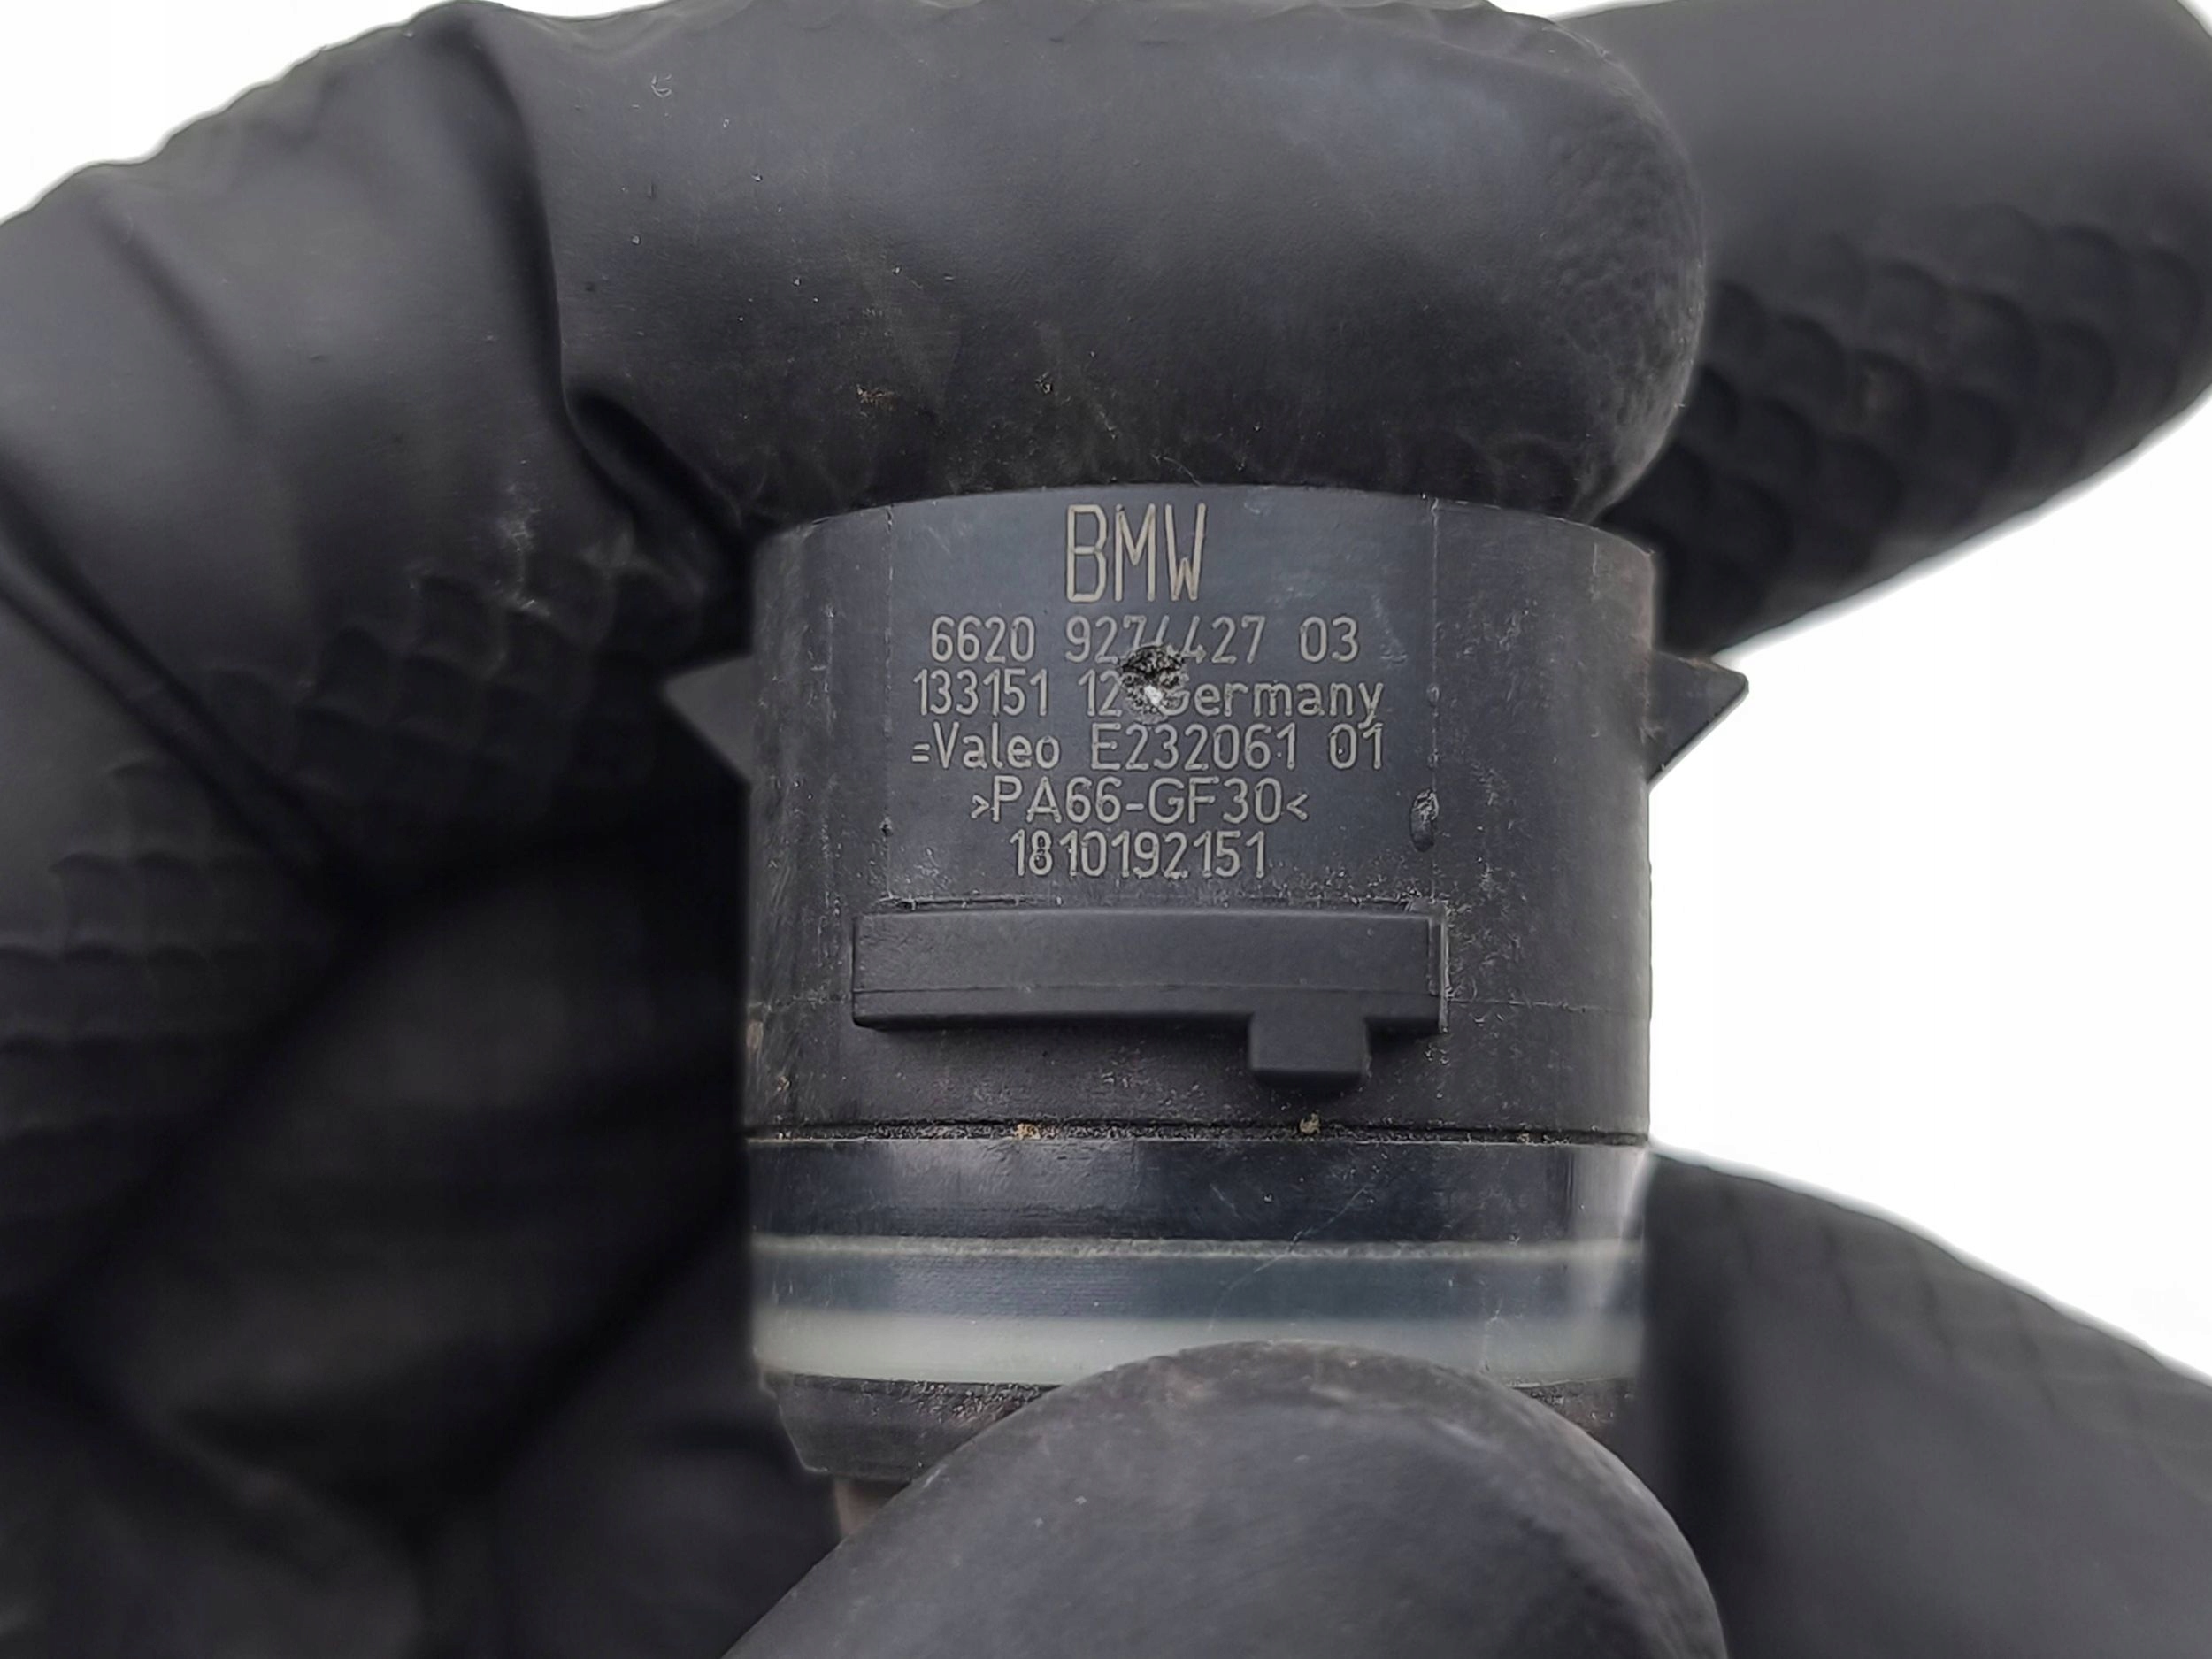 BMW
6620 9274427 03
133151 12 Germany
=Valeo E232061 01
>PA66-GF30<
1810192151